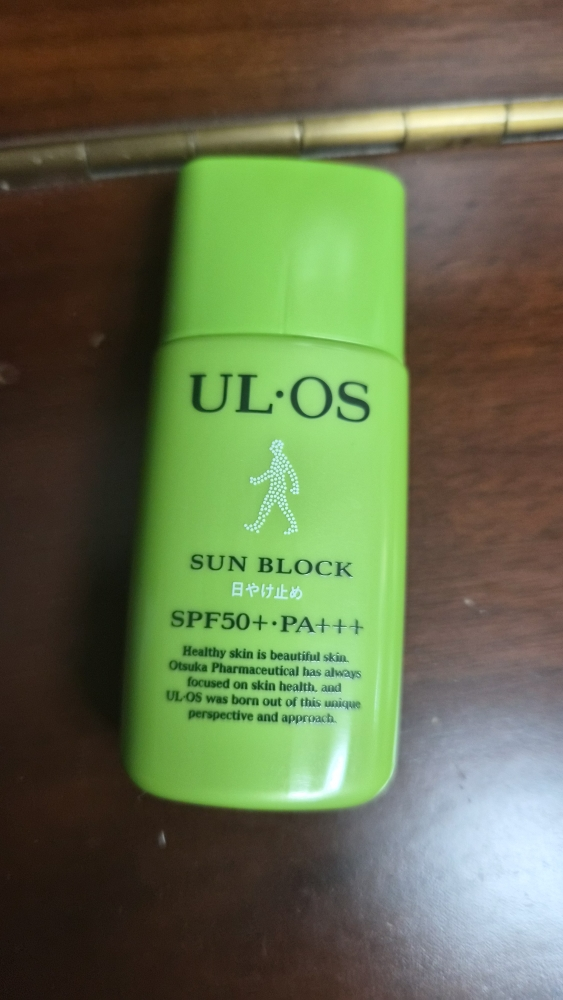 UL·OS
SUN BLOCK
日やけ止め
SPF50+·PA+++
Healthy skin is beautiful skin.
Otsuka Pharmaceutical has always
focused on skin health, and
UL·OS was born out of this unique
perspective and approach.